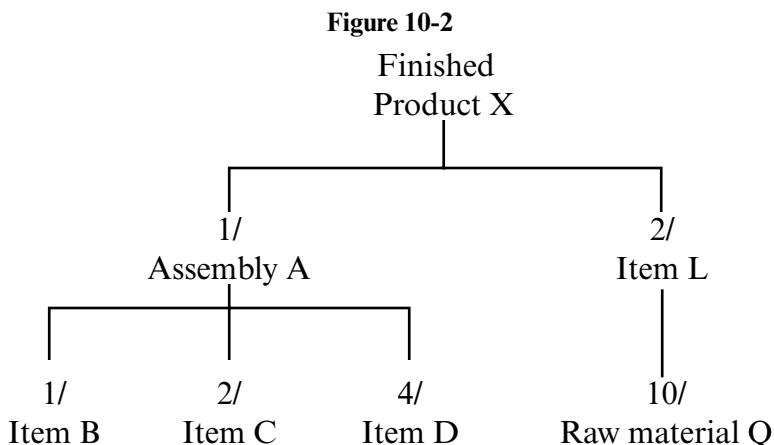 Figure 10-2
Finished
Product X
1/
Assembly A
2/
Item L
1/
Item B
2/
Item C
4/
Item D
10/
Raw material Q